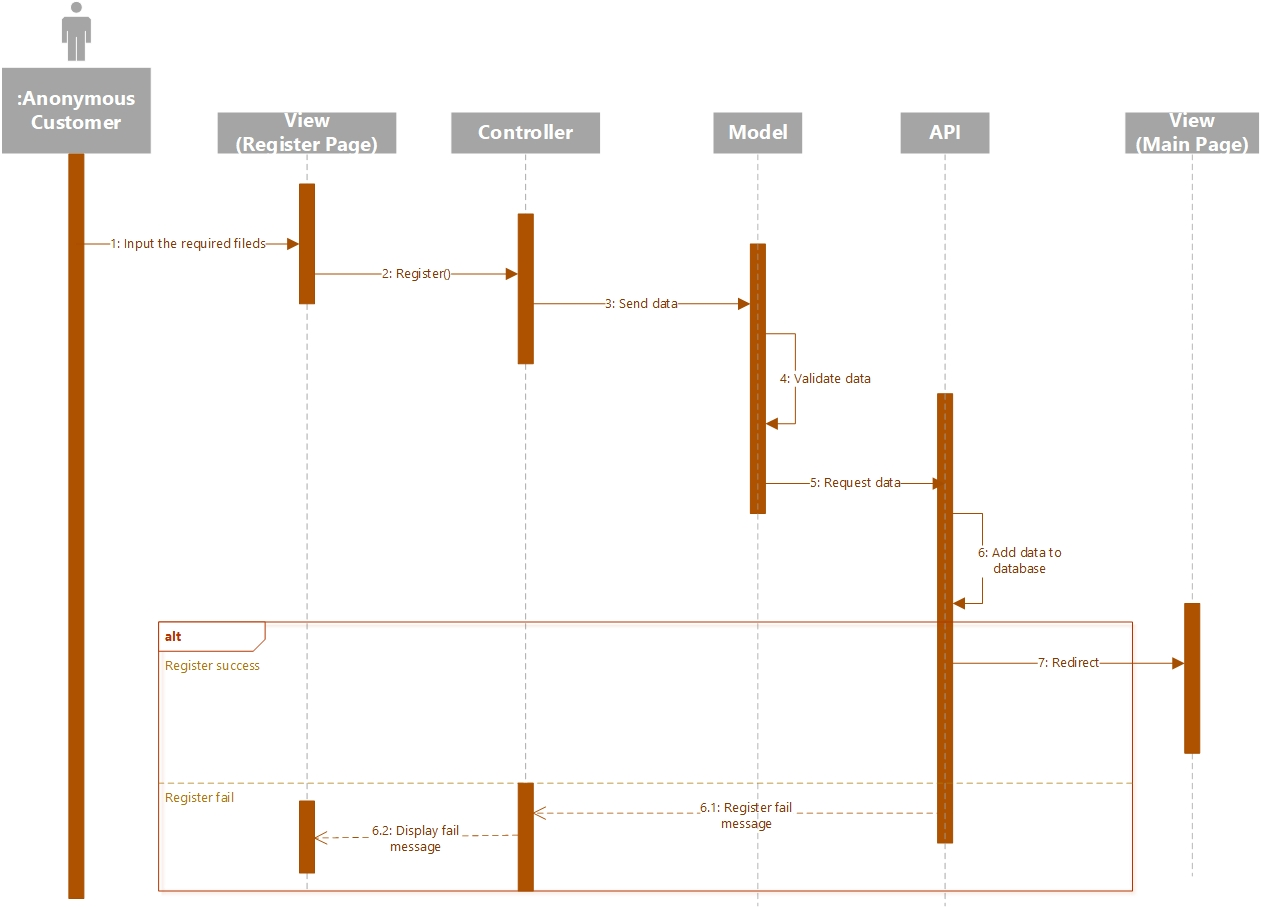 :Anonymous
Customer
View
(Register Page)
Controller
Model
API
View
(Main Page)
1: Input the required fileds
2: Register()
3: Send data
4: Validate data
5: Request data
6: Add data to
database
alt
Register success
7: Redirect
Register fail
6.1: Register fail
message
6.2: Display fail
message